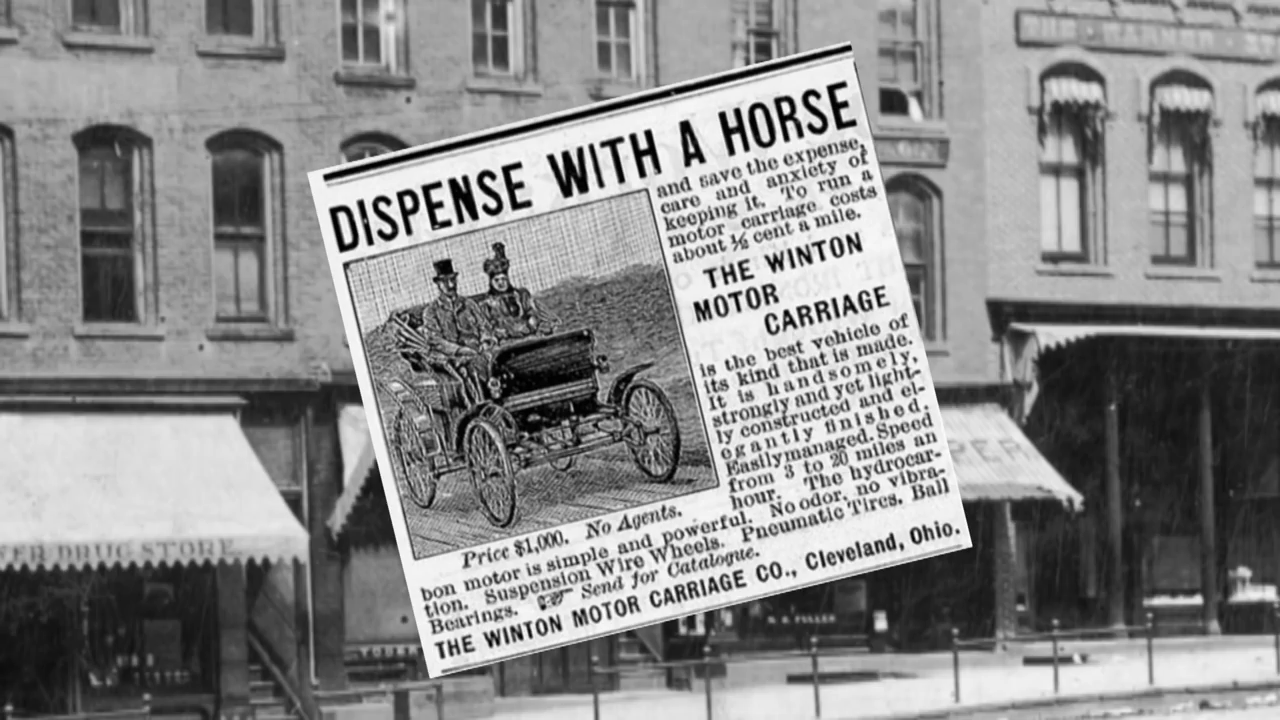 DISPENSE WITH A HORSE
and save the expense,
care and anxiety of
keeping it. To run a
motor carriage costs
about ½ cent a mile.
THE WINTON
MOTOR
CARRIAGE
is the best vehicle of
its kind that is made.
It is handsomely,
strongly and yet light-
ly constructed and el-
egantly finished.
Easily managed. Speed
from 3 to 20 miles an
hour. The hydrocar-
Price $1,000. No Agents.
bon motor is simple and powerful. No odor, no vibra-
tion. Suspension Wire Wheels. Pneumatic Tires. Ball
Bearings. ☞ Send for Catalogue.
THE WINTON MOTOR CARRIAGE CO., Cleveland, Ohio.
DRUG STORE.